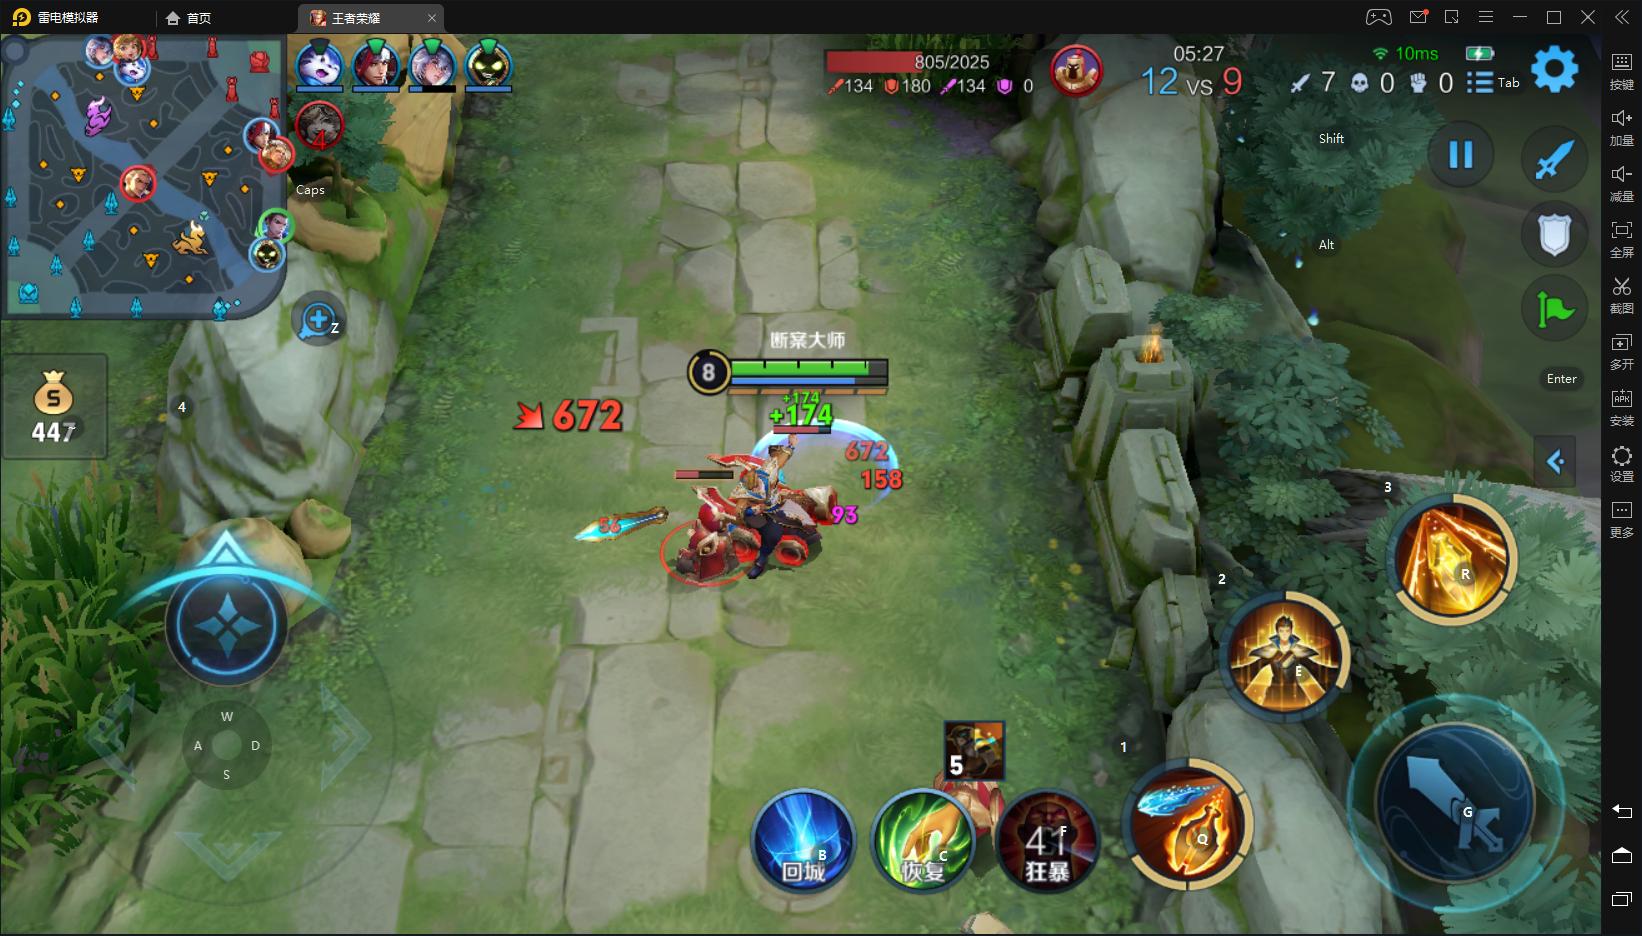 雷电模拟器
首页
王者荣耀
805/2025
134 180 134 0
05:27
12 VS 9
10ms
7 0 0
Tab
按键
加量
减量
全屏
截图
多开
安装
设置
更多
Shift
Alt
Enter
Caps
4
Z
S
447
4
断案大师
8
+174
+174
672
672
158
93
56
3
R
2
E
1
Q
G
W
A D
S
5
B
回城
C
恢复
41
F
狂暴